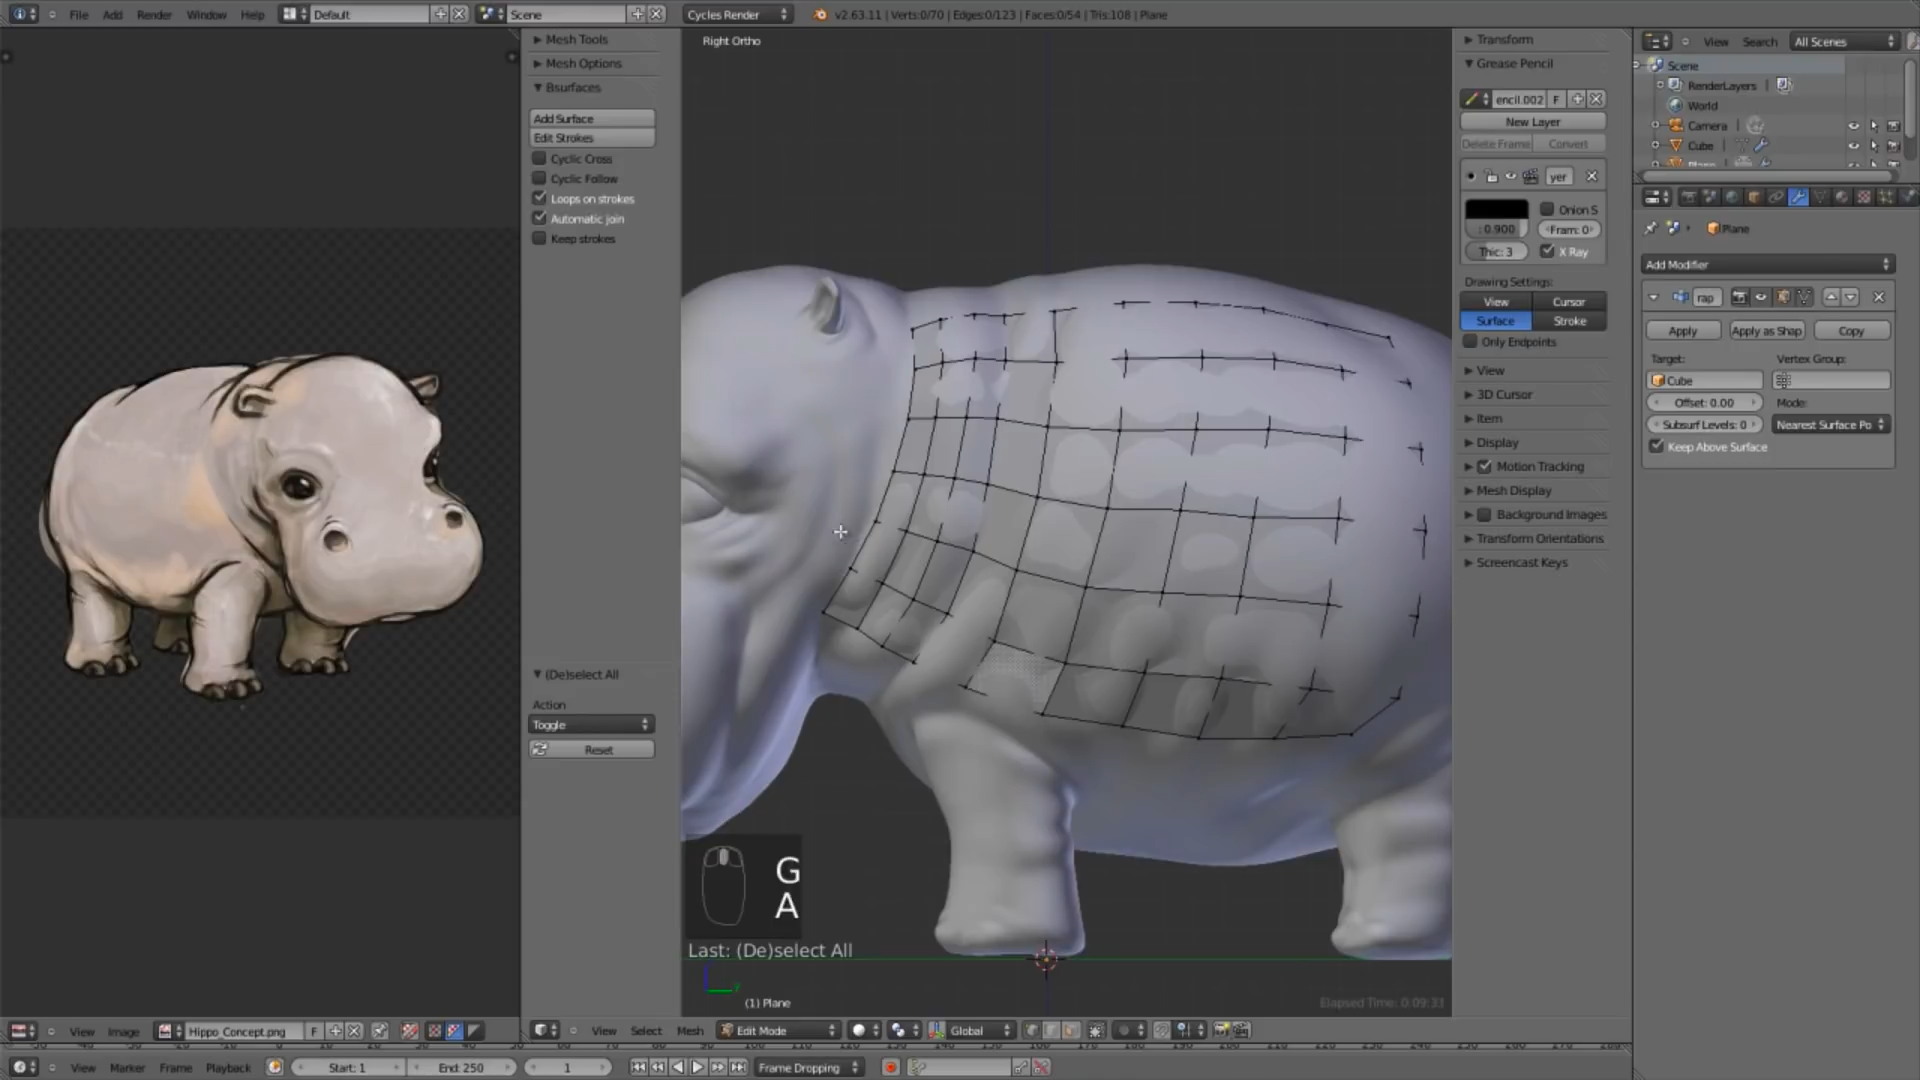 File Add Render Window Help Default Scene Cycles Render v2.63.11 | Verts:0/70 | Edges:0/123 | Faces:0/54 | Tris:108 | Plane
Mesh Tools
Mesh Options
Bsurfaces
Add Surface
Edit Strokes
Cyclic Cross
Cyclic Follow
Loops on strokes
Automatic join
Keep strokes
(De)select All
Action
Toggle
Reset
Right Ortho
G
A
Last: (De)select All
(1) Plane
Elapsed Time: 0:09:33
Transform
Grease Pencil
encil.002 F
New Layer
Delete Frame Convert
yer
Onion S
: 0.900 Fram: 0
Thic: 3 X Ray
Drawing Settings:
View Cursor
Surface Stroke
Only Endpoints
View
3D Cursor
Item
Display
Motion Tracking
Mesh Display
Background Images
Transform Orientations
Screencast Keys
View Search All Scenes
Scene
RenderLayers
World
Camera
Cube
Plane
Add Modifier
rap
Apply Apply as Shap Copy
Target: Vertex Group:
Cube
Offset: 0.00 Mode:
Subsurf Levels: 0 Nearest Surface Po
Keep Above Surface
View Image Hippo_Concept.png F View Select Mesh Edit Mode Global
View Marker Frame Playback Start: 1 End: 250 1 Frame Dropping